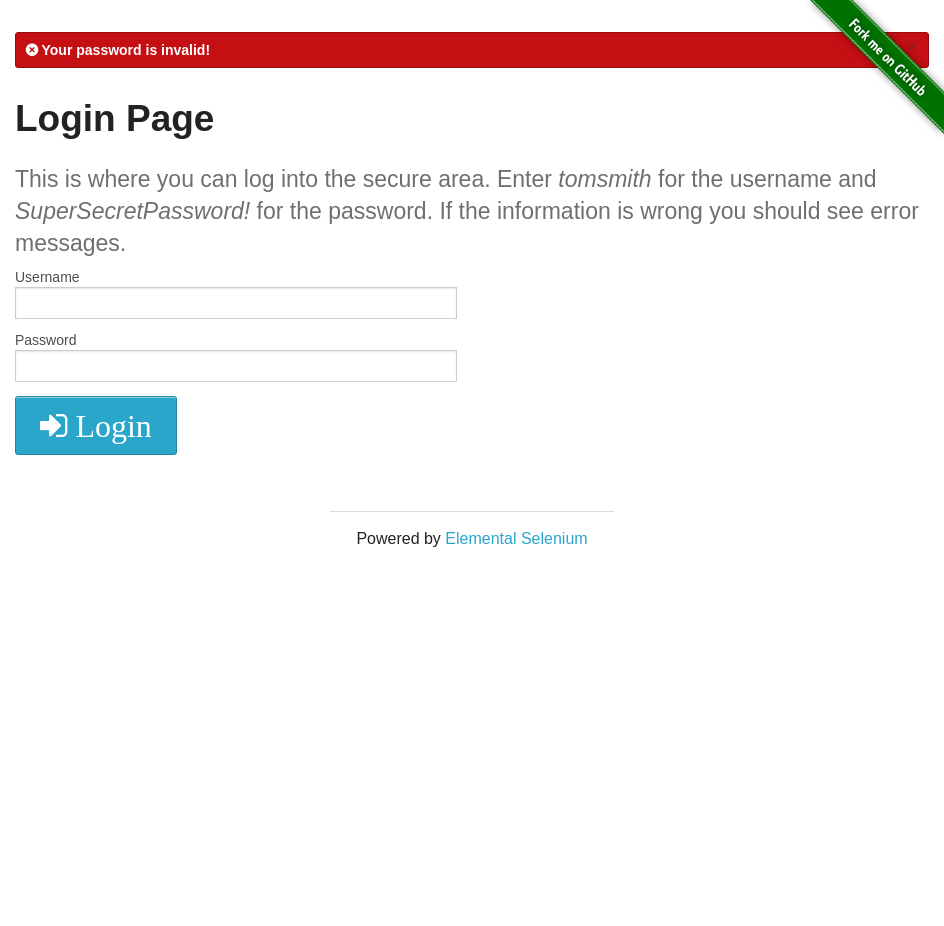 Fork me on GitHub
Your password is invalid!
Login Page
This is where you can log into the secure area. Enter tomsmith for the username and
SuperSecretPassword! for the password. If the information is wrong you should see error
messages.
Username
Password
Login
Powered by Elemental Selenium